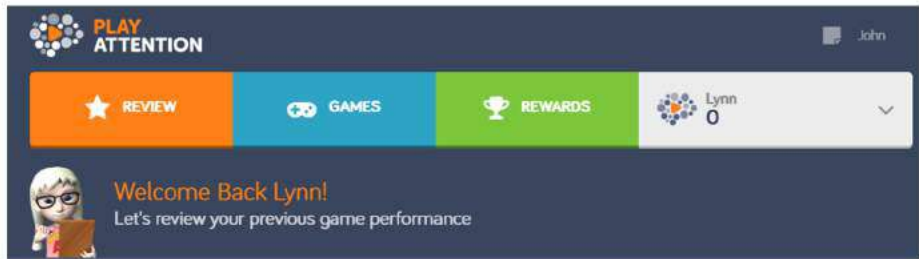 PLAY
ATTENTION
John
REVIEW
GAMES
REWARDS
Lynn
0
Welcome Back Lynn!
Let's review your previous game performance